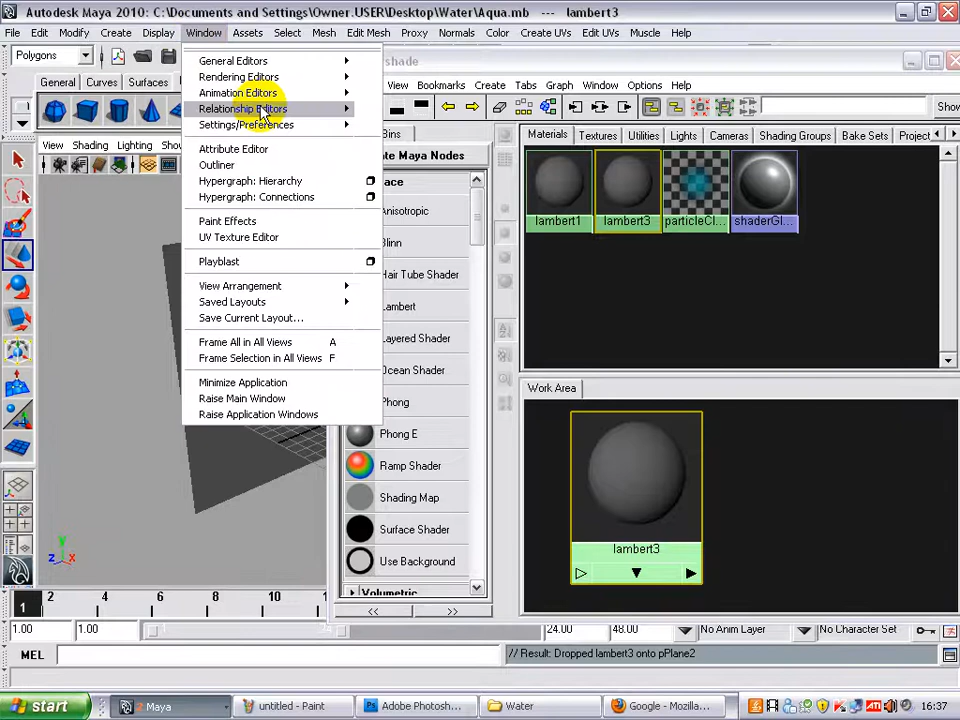 Autodesk Maya 2010: C:\Documents and Settings\Owner.USER\Desktop\Water\Aqua.mb --- lambert3
File Edit Modify Create Display Window Assets Select Mesh Edit Mesh Proxy Normals Color Create UVs Edit UVs Muscle Help
Polygons
General Curves Surfaces
View Shading Lighting
General Editors
Rendering Editors
Animation Editors
Relationship Editors
Settings/Preferences
Attribute Editor
Outliner
Hypergraph: Hierarchy
Hypergraph: Connections
Paint Effects
UV Texture Editor
Playblast
View Arrangement
Saved Layouts
Save Current Layout...
Frame All in All Views A
Frame Selection in All Views F
Minimize Application
Raise Main Window
Raise Application Windows
shade
Window Bookmarks Create Tabs Graph Options Help
Show
Bins
Materials Textures Utilities Lights Cameras Shading Groups Bake Sets Project
te Maya Nodes
ace
Anisotropic
Blinn
Hair Tube Shader
Lambert
Layered Shader
Ocean Shader
Phong
Phong E
Ramp Shader
Shading Map
Surface Shader
Use Background
Volumetric
<< >>
lambert1 lambert3 particleCl... shaderGl...
Work Area
lambert3
y
z x
1 2 4 6 8 10 12
1.00 1.00 24 24.00 48.00 No Anim Layer No Character Set
MEL // Result: Dropped lambert3 onto pPlane2
start 2 Maya untitled - Paint Adobe Photosh... Water Google - Mozilla... 16:37